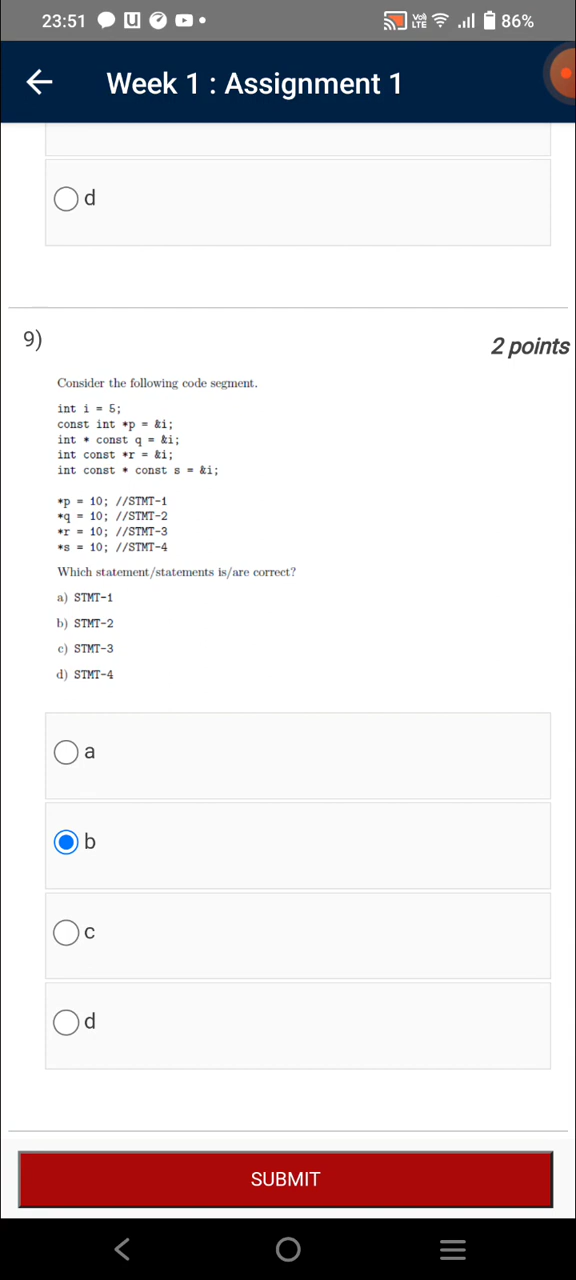 23:51 U Vo) LTE 86%
Week 1 : Assignment 1
d
9)
2 points
Consider the following code segment.
int i = 5;
const int *p = &i;
int * const q = &i;
int const *r = &i;
int const * const s = &i;
*p = 10; //STMT-1
*q = 10; //STMT-2
*r = 10; //STMT-3
*s = 10; //STMT-4
Which statement/statements is/are correct?
a) STMT-1
b) STMT-2
c) STMT-3
d) STMT-4
a
b
c
d
SUBMIT